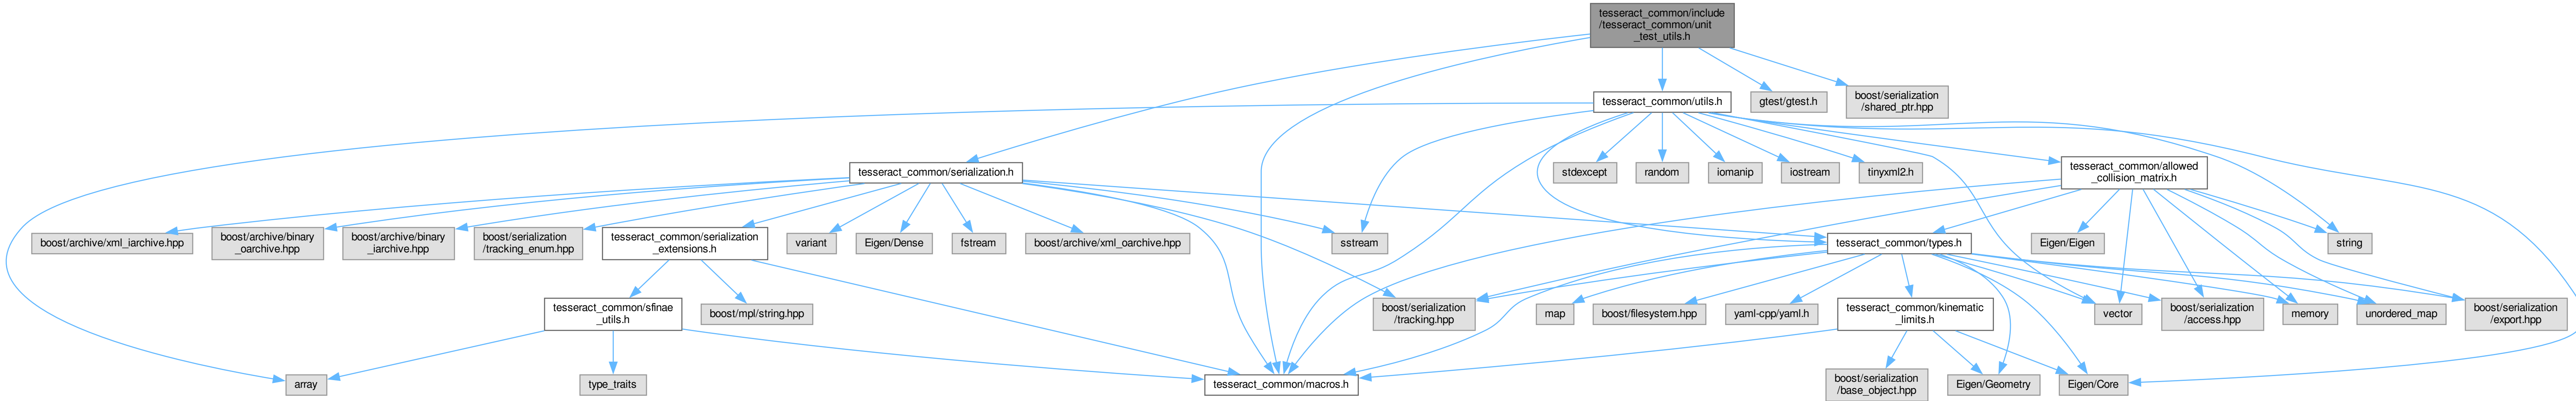 tesseract_common/include
/tesseract_common/unit
_test_utils.h
tesseract_common/utils.h
gtest/gtest.h
boost/serialization
/shared_ptr.hpp
tesseract_common/serialization.h
stdexcept
random
iomanip
iostream
tinyxml2.h
tesseract_common/allowed
_collision_matrix.h
boost/archive/xml_iarchive.hpp
boost/archive/binary
_oarchive.hpp
boost/archive/binary
_iarchive.hpp
boost/serialization
/tracking_enum.hpp
tesseract_common/serialization
_extensions.h
variant
Eigen/Dense
fstream
boost/archive/xml_oarchive.hpp
sstream
tesseract_common/types.h
Eigen/Eigen
string
tesseract_common/sfinae
_utils.h
boost/mpl/string.hpp
boost/serialization
/tracking.hpp
map
boost/filesystem.hpp
yaml-cpp/yaml.h
tesseract_common/kinematic
_limits.h
vector
boost/serialization
/access.hpp
memory
unordered_map
boost/serialization
/export.hpp
array
type_traits
tesseract_common/macros.h
boost/serialization
/base_object.hpp
Eigen/Geometry
Eigen/Core